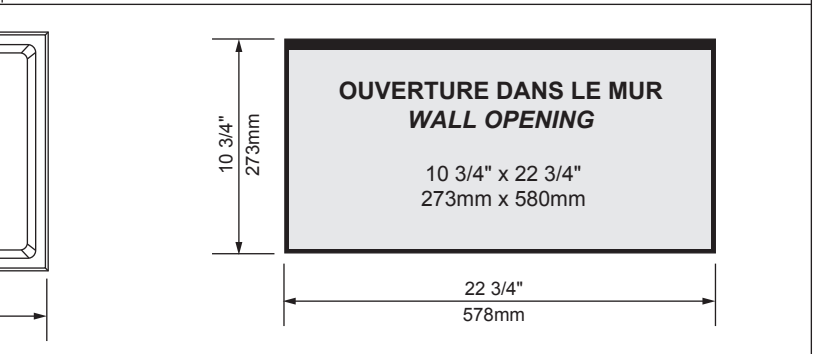 OUVERTURE DANS LE MUR
WALL OPENING
10 3/4" x 22 3/4"
273mm x 580mm
10 3/4"
273mm
22 3/4"
578mm